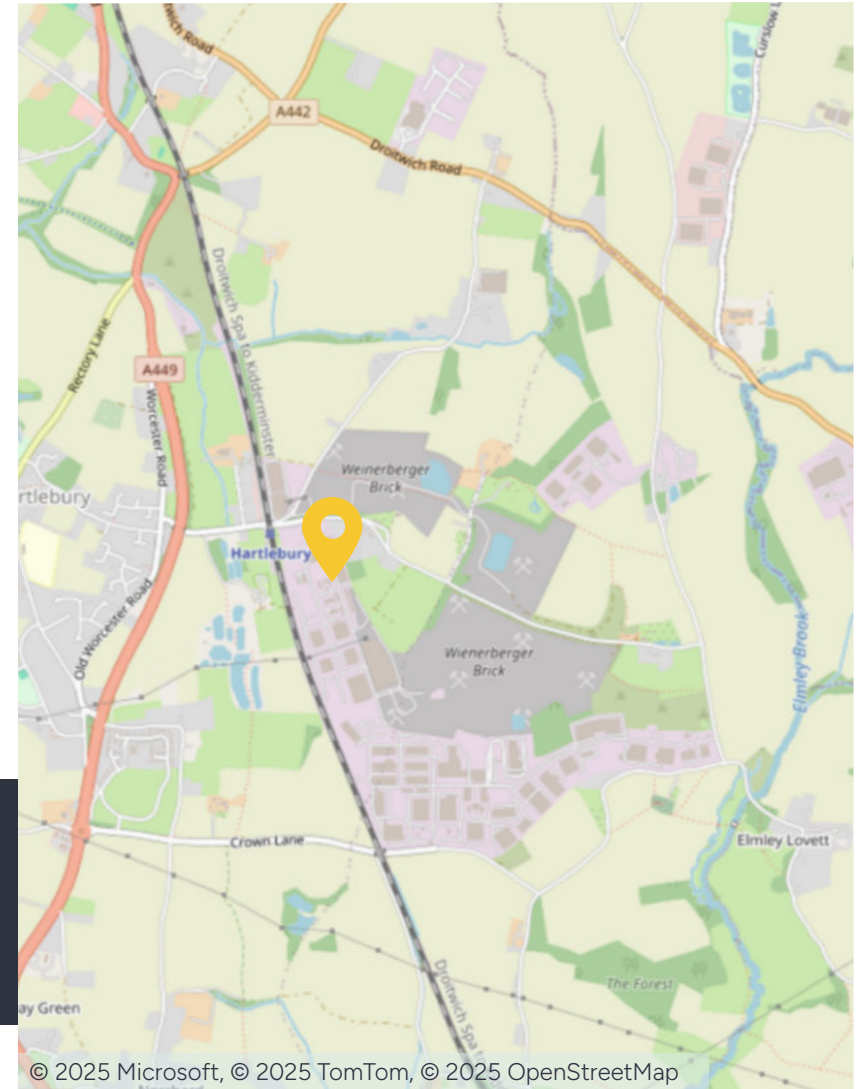 wich Road
A442
Droitwich Road
Curslow L
Droitwich Spa to Kidderminster
Rectory Lane
A449
Worcester Road
Weinerberger
Brick
rtlebury
Hartlebury
Old Worcester Road
Wienerberger
Brick
Elmley Brook
Crown Lane
Elmley Lovett
Droitwich Spa to
The Forest
ay Green
© 2025 Microsoft, © 2025 TomTom, © 2025 OpenStreetMap